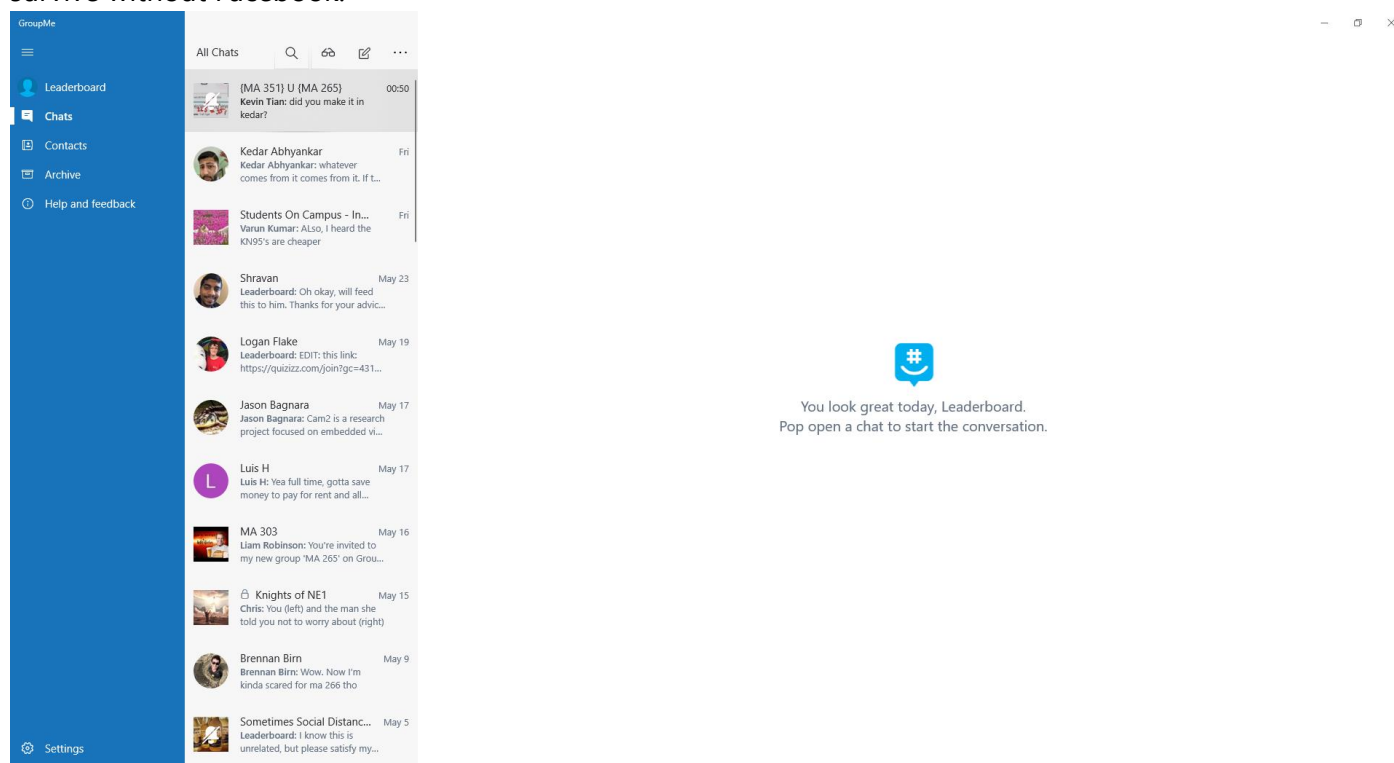 survive without Facebook.
GroupMe
All Chats
Leaderboard
Chats
Contacts
Archive
Help and feedback
Settings
{MA 351} U {MA 265} 00:50
Kevin Tian: did you make it in
kedar?
Kedar Abhyankar Fri
Kedar Abhyankar: whatever
comes from it comes from it. If t...
Students On Campus - In... Fri
Varun Kumar: ALso, I heard the
KN95's are cheaper
Shravan May 23
Leaderboard: Oh okay, will feed
this to him. Thanks for your advic...
Logan Flake May 19
Leaderboard: EDIT: this link:
https://quizizz.com/join?gc=431...
Jason Bagnara May 17
Jason Bagnara: Cam2 is a research
project focused on embedded vi...
L
Luis H May 17
Luis H: Yea full time, gotta save
money to pay for rent and all...
MA 303 May 16
Liam Robinson: You're invited to
my new group 'MA 265' on Grou...
Knights of NE1 May 15
Chris: You (left) and the man she
told you not to worry about (right)
Brennan Birn May 9
Brennan Birn: Wow. Now I'm
kinda scared for ma 266 tho
Sometimes Social Distanc... May 5
Leaderboard: I know this is
unrelated, but please satisfy my...
#
You look great today, Leaderboard.
Pop open a chat to start the conversation.